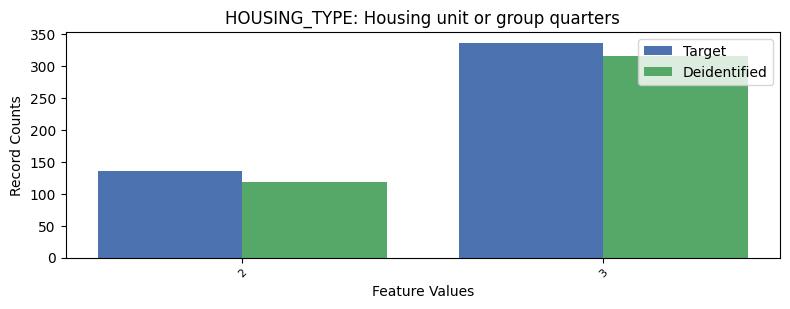 HOUSING_TYPE: Housing unit or group quarters
Target
Deidentified
Record Counts
350
300
250
200
150
100
50
0
2
3
Feature Values